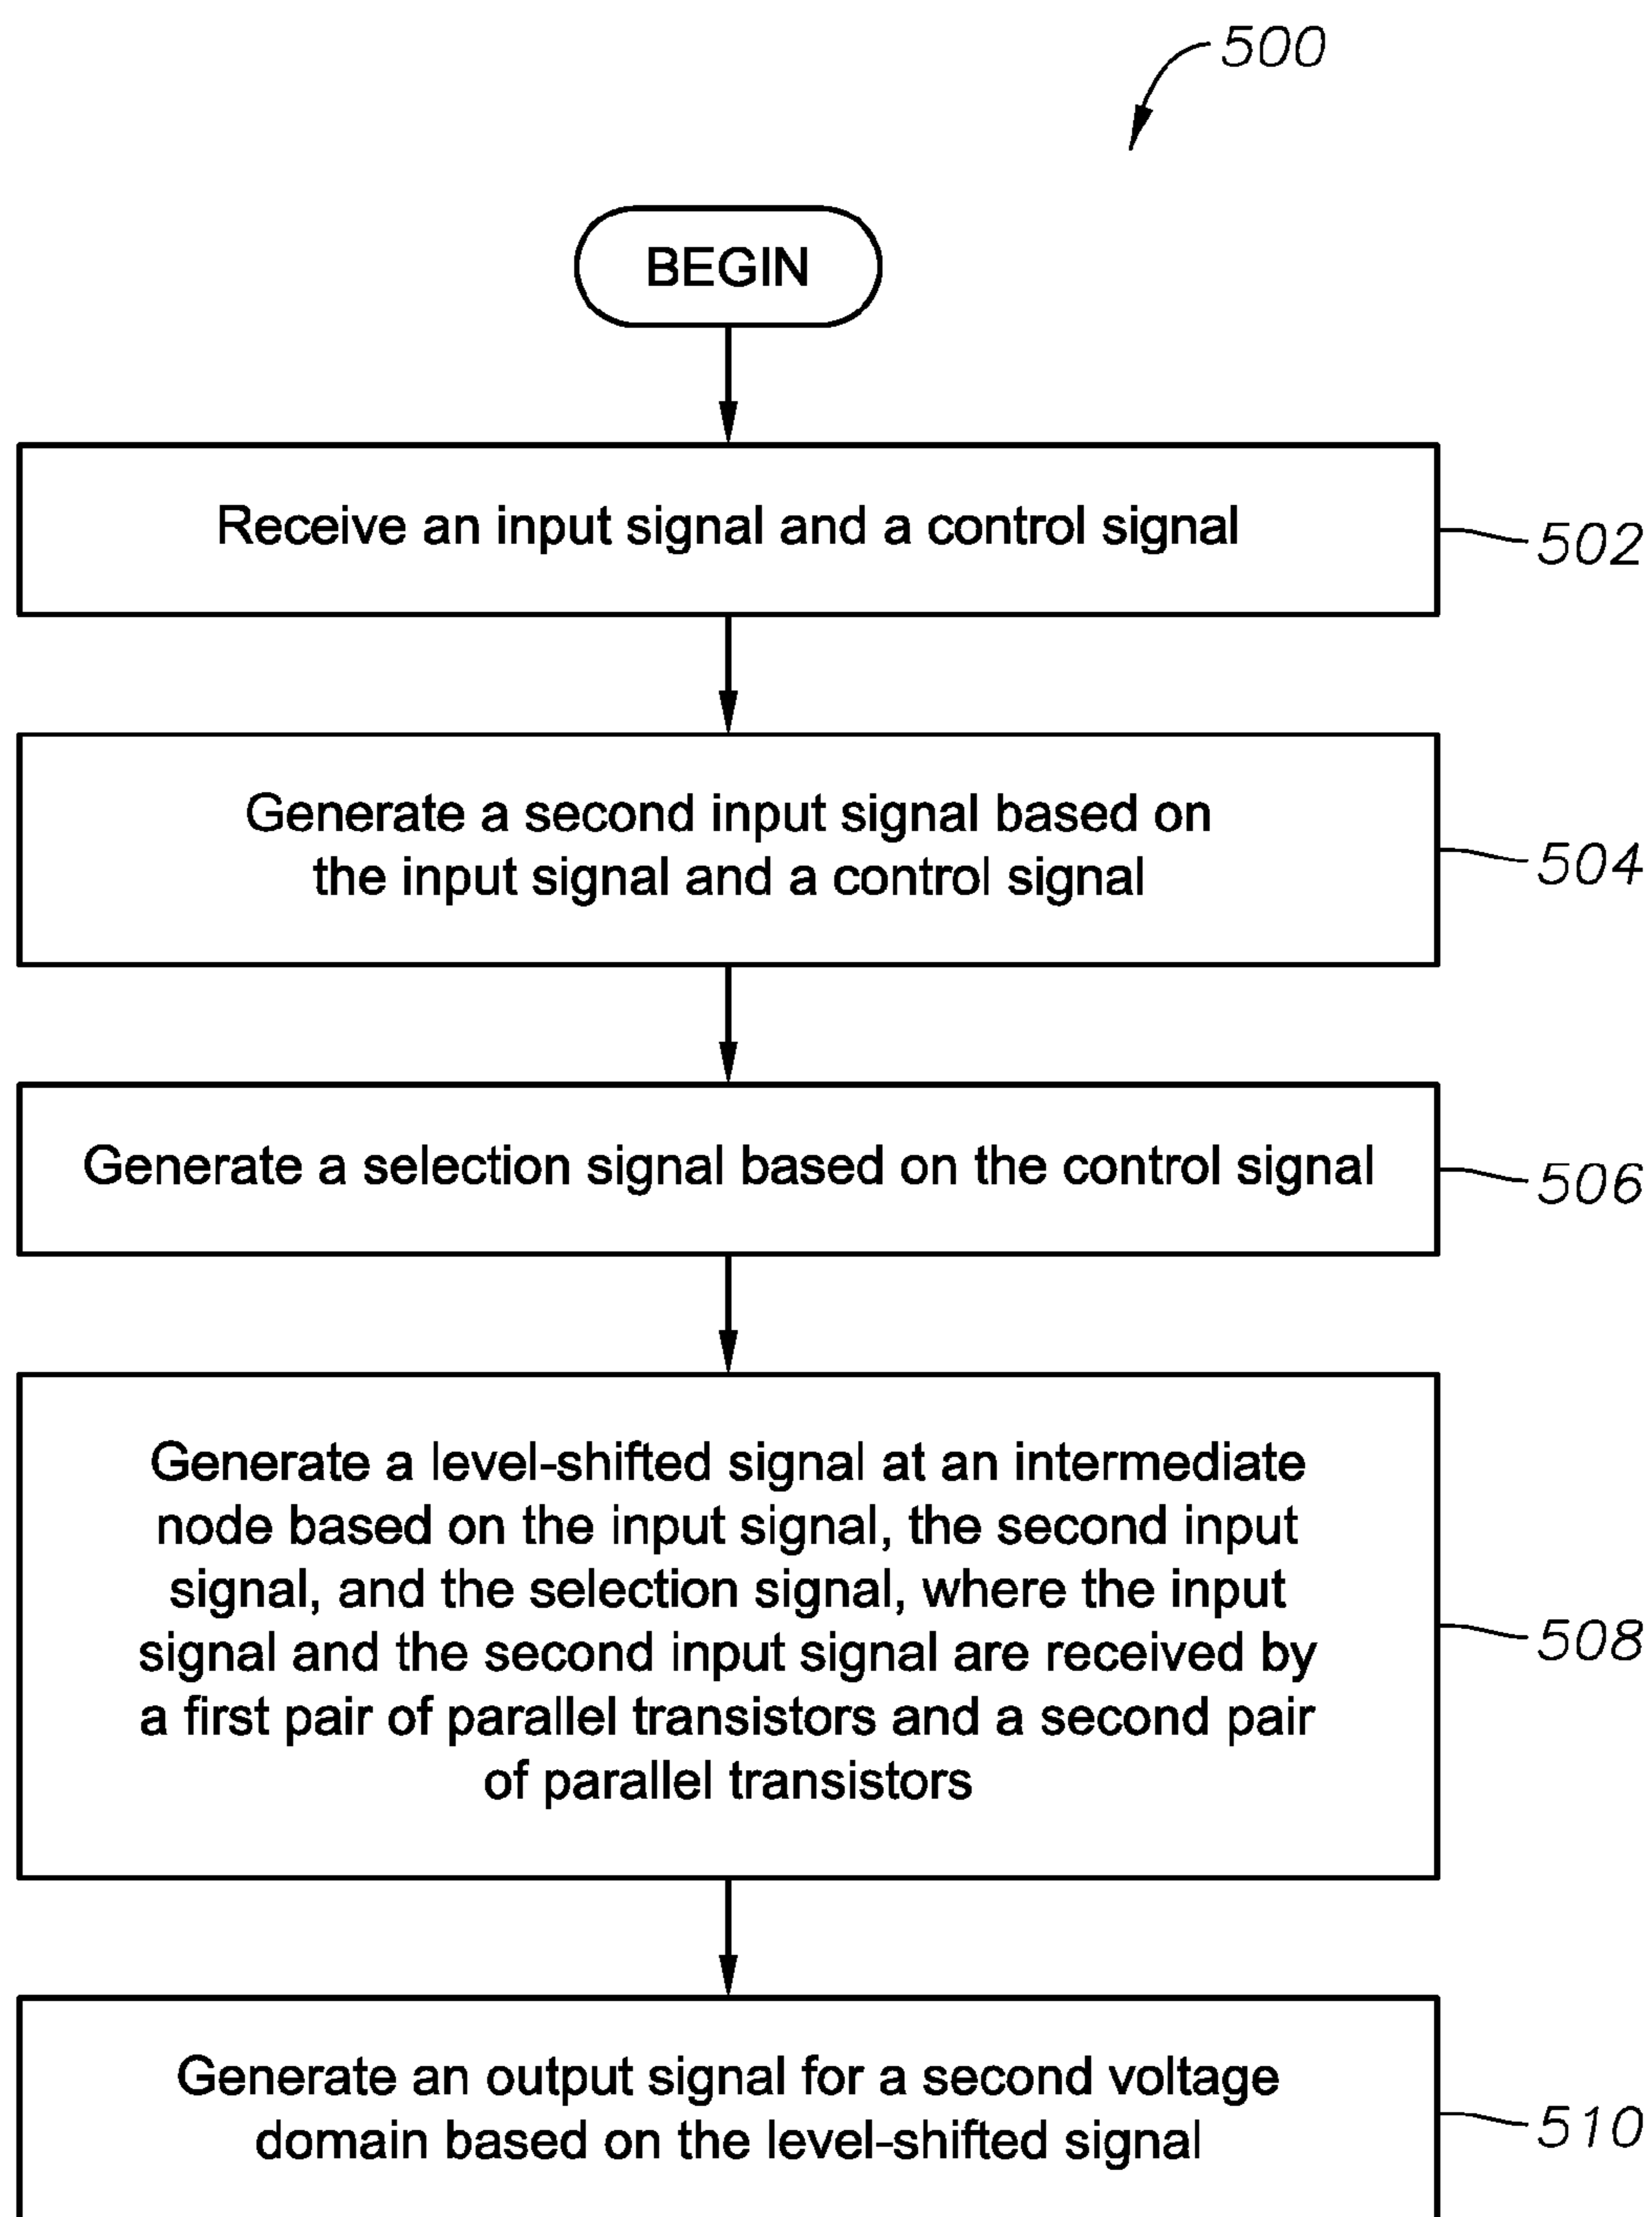 500
BEGIN
Receive an input signal and a control signal
502
Generate a second input signal based on
the input signal and a control signal
504
Generate a selection signal based on the control signal
506
Generate a level-shifted signal at an intermediate
node based on the input signal, the second input
signal, and the selection signal, where the input
signal and the second input signal are received by
a first pair of parallel transistors and a second pair
of parallel transistors
508
Generate an output signal for a second voltage
domain based on the level-shifted signal
510